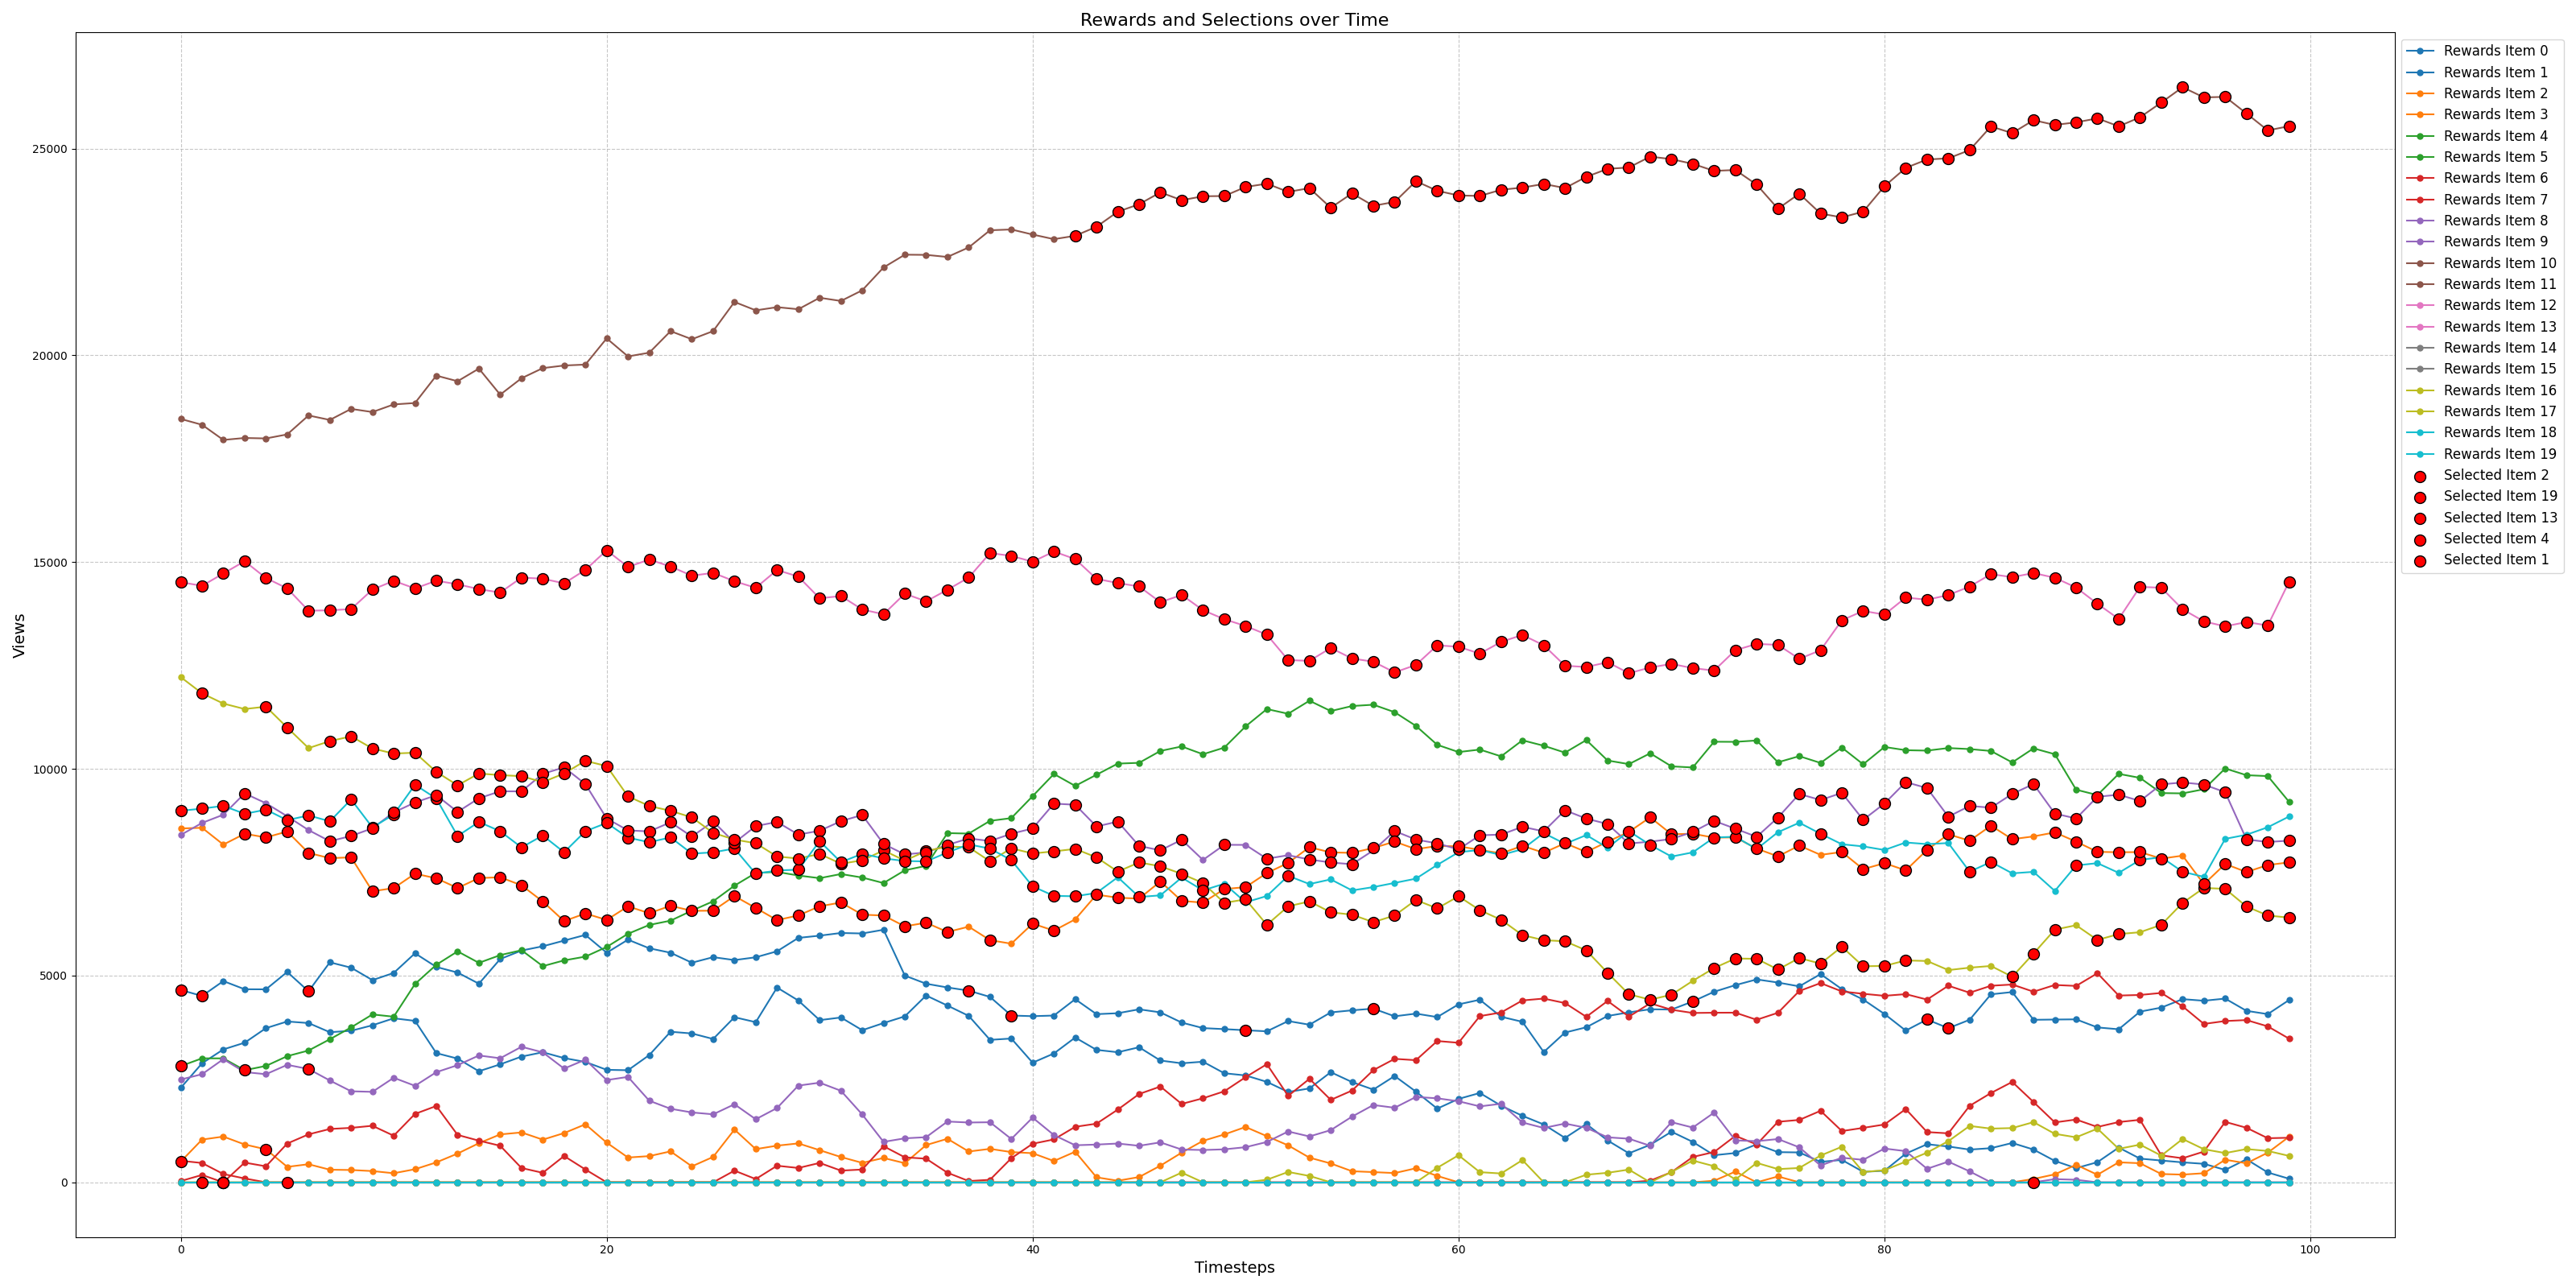 Rewards and Selections over Time
Views
25000
20000
15000
10000
5000
0
0
20
40
60
80
100
Timesteps
Rewards Item 0
Rewards Item 1
Rewards Item 2
Rewards Item 3
Rewards Item 4
Rewards Item 5
Rewards Item 6
Rewards Item 7
Rewards Item 8
Rewards Item 9
Rewards Item 10
Rewards Item 11
Rewards Item 12
Rewards Item 13
Rewards Item 14
Rewards Item 15
Rewards Item 16
Rewards Item 17
Rewards Item 18
Rewards Item 19
Selected Item 2
Selected Item 19
Selected Item 13
Selected Item 4
Selected Item 1